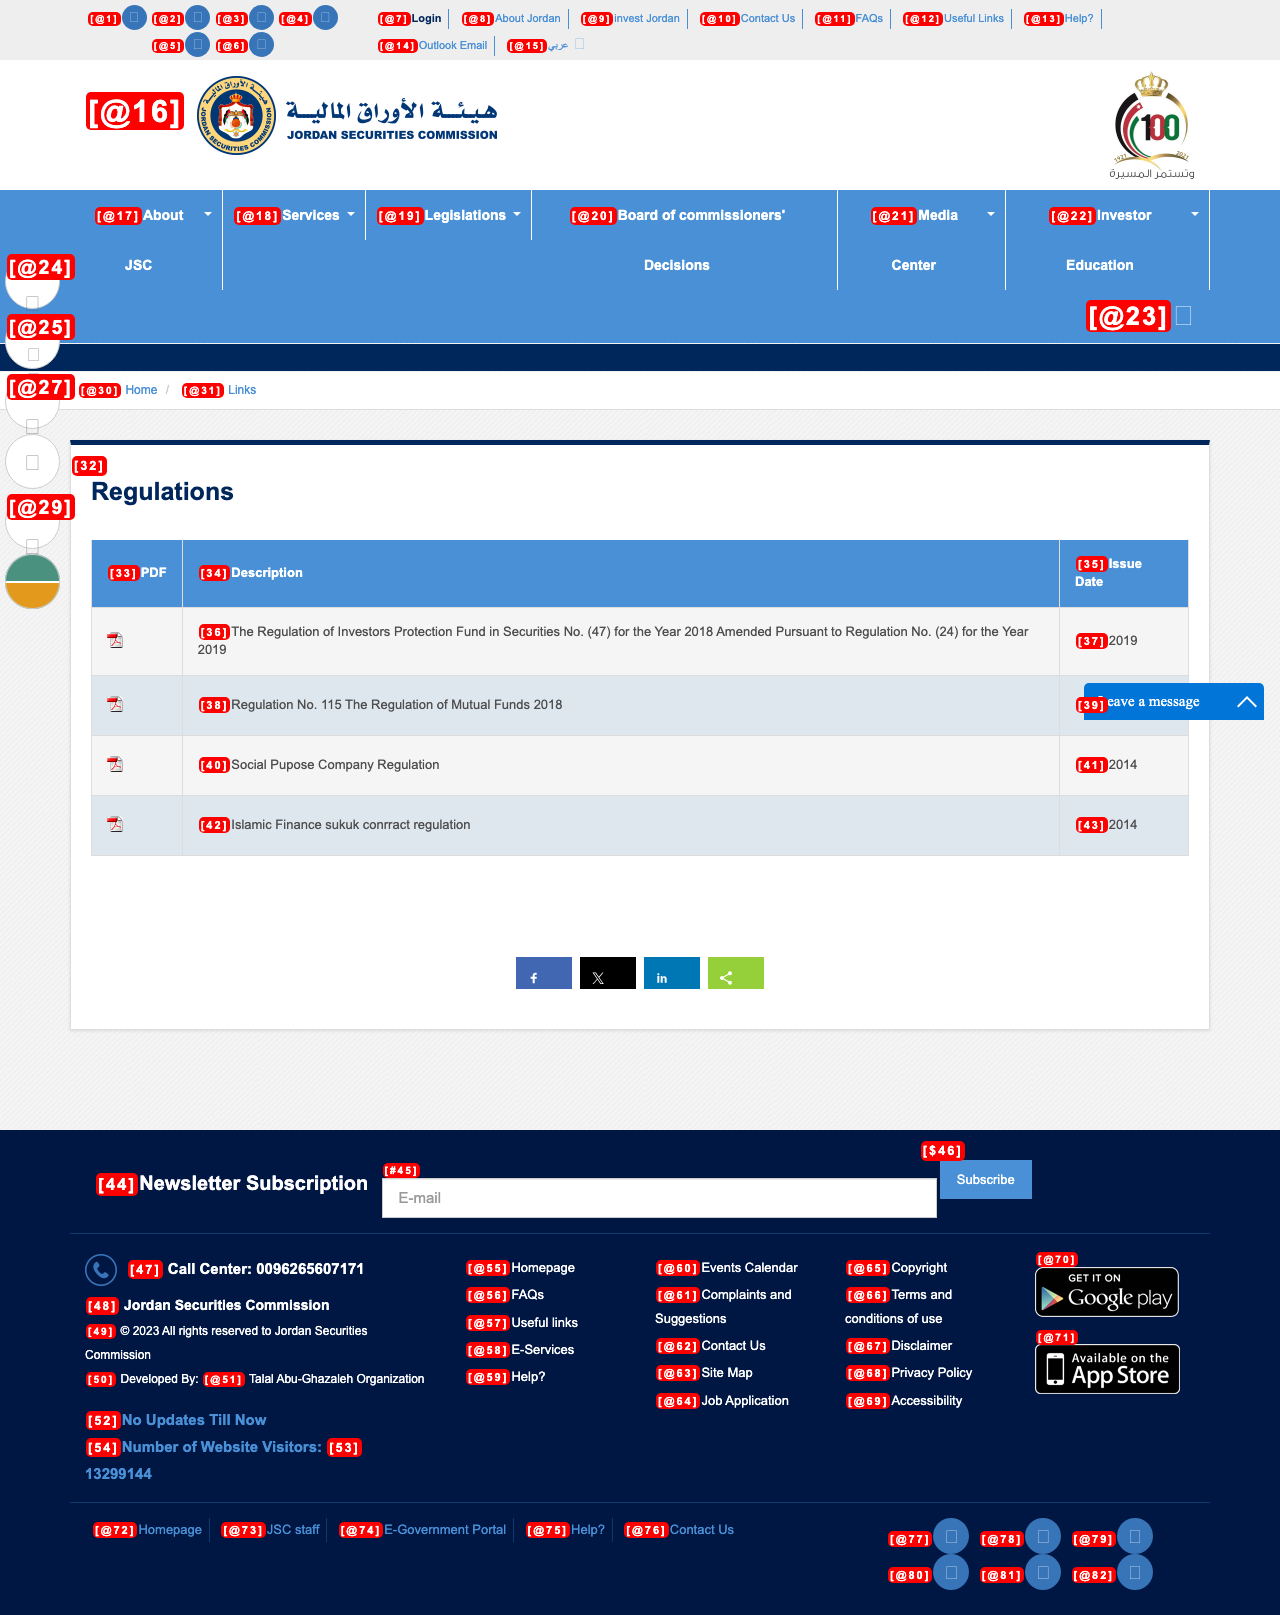 [@1] [@2] [@3] [@4] [@7]Login [@8]About Jordan [@9]Invest Jordan [@10]Contact Us [@11]FAQs [@12]Useful Links [@13]Help?
[@5] [@6] [@14]Outlook Email [@15]عربي
[@16] هيئة الأوراق المالية
JORDAN SECURITIES COMMISSION
100
1921 2021
وتستمر المسيرة
[@17]About JSC
[@18]Services
[@19]Legislations
[@20]Board of commissioners' Decisions
[@21]Media Center
[@22]Investor Education
[@23]
[@24]
[@25]
[@27]
[@29]
[@30] Home / [@31] Links
[32]
Regulations
[33]PDF [34]Description [35]Issue Date
[36]The Regulation of Investors Protection Fund in Securities No. (47) for the Year 2018 Amended Pursuant to Regulation No. (24) for the Year
2019
[37]2019
[38]Regulation No. 115 The Regulation of Mutual Funds 2018
[39]eave a message
[40]Social Pupose Company Regulation [41]2014
[42]Islamic Finance sukuk conrract regulation [43]2014
[44]Newsletter Subscription
[#45]
E-mail
[$46]
Subscribe
[47] Call Center: 0096265607171
[48] Jordan Securities Commission
[49] © 2023 All rights reserved to Jordan Securities
Commission
[50] Developed By: [@51] Talal Abu-Ghazaleh Organization
[52]No Updates Till Now
[54]Number of Website Visitors: [53]
13299144
[@55]Homepage
[@56]FAQs
[@57]Useful links
[@58]E-Services
[@59]Help?
[@60]Events Calendar
[@61]Complaints and
Suggestions
[@62]Contact Us
[@63]Site Map
[@64]Job Application
[@65]Copyright
[@66]Terms and
conditions of use
[@67]Disclaimer
[@68]Privacy Policy
[@69]Accessibility
[@70]
GET IT ON
Google play
[@71]
Available on the
App Store
[@72]Homepage [@73]JSC staff [@74]E-Government Portal [@75]Help? [@76]Contact Us
[@77] [@78] [@79]
[@80] [@81] [@82]